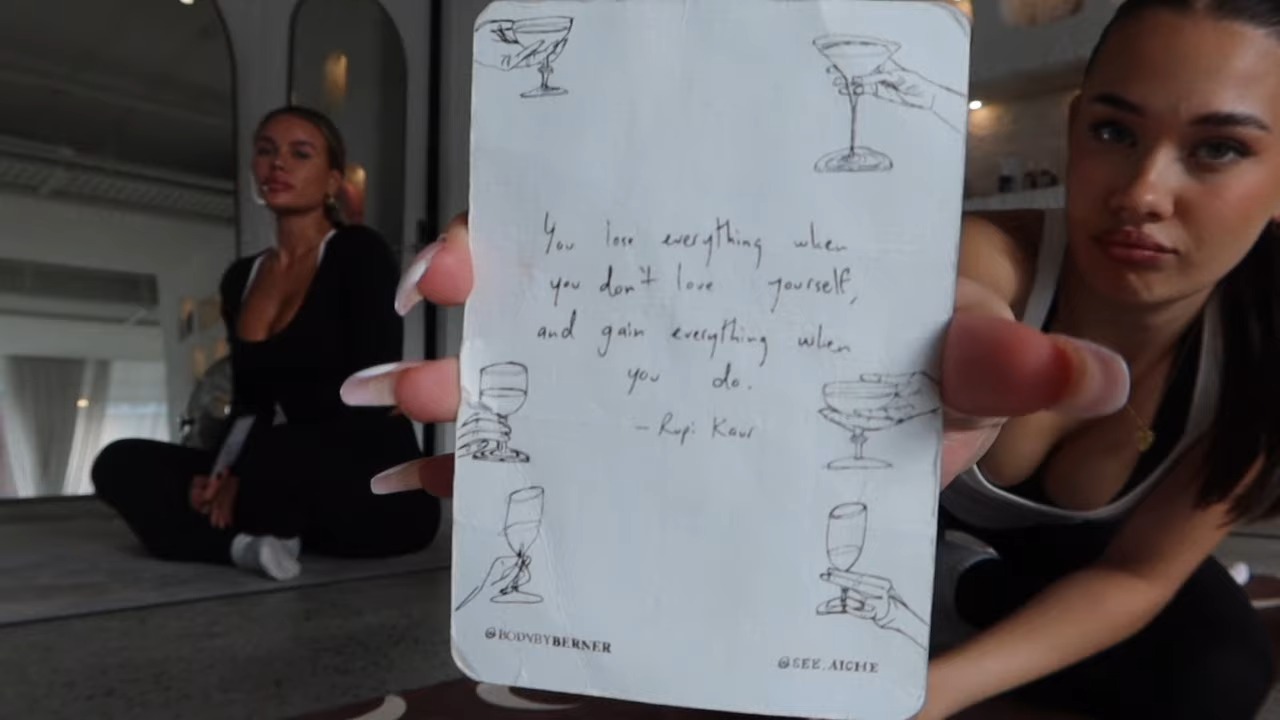 You lose everything when
you don't love yourself,
and gain everything when
you do.
- Rupi Kaur
@BODYBYBERNER
@SEE.AICHE